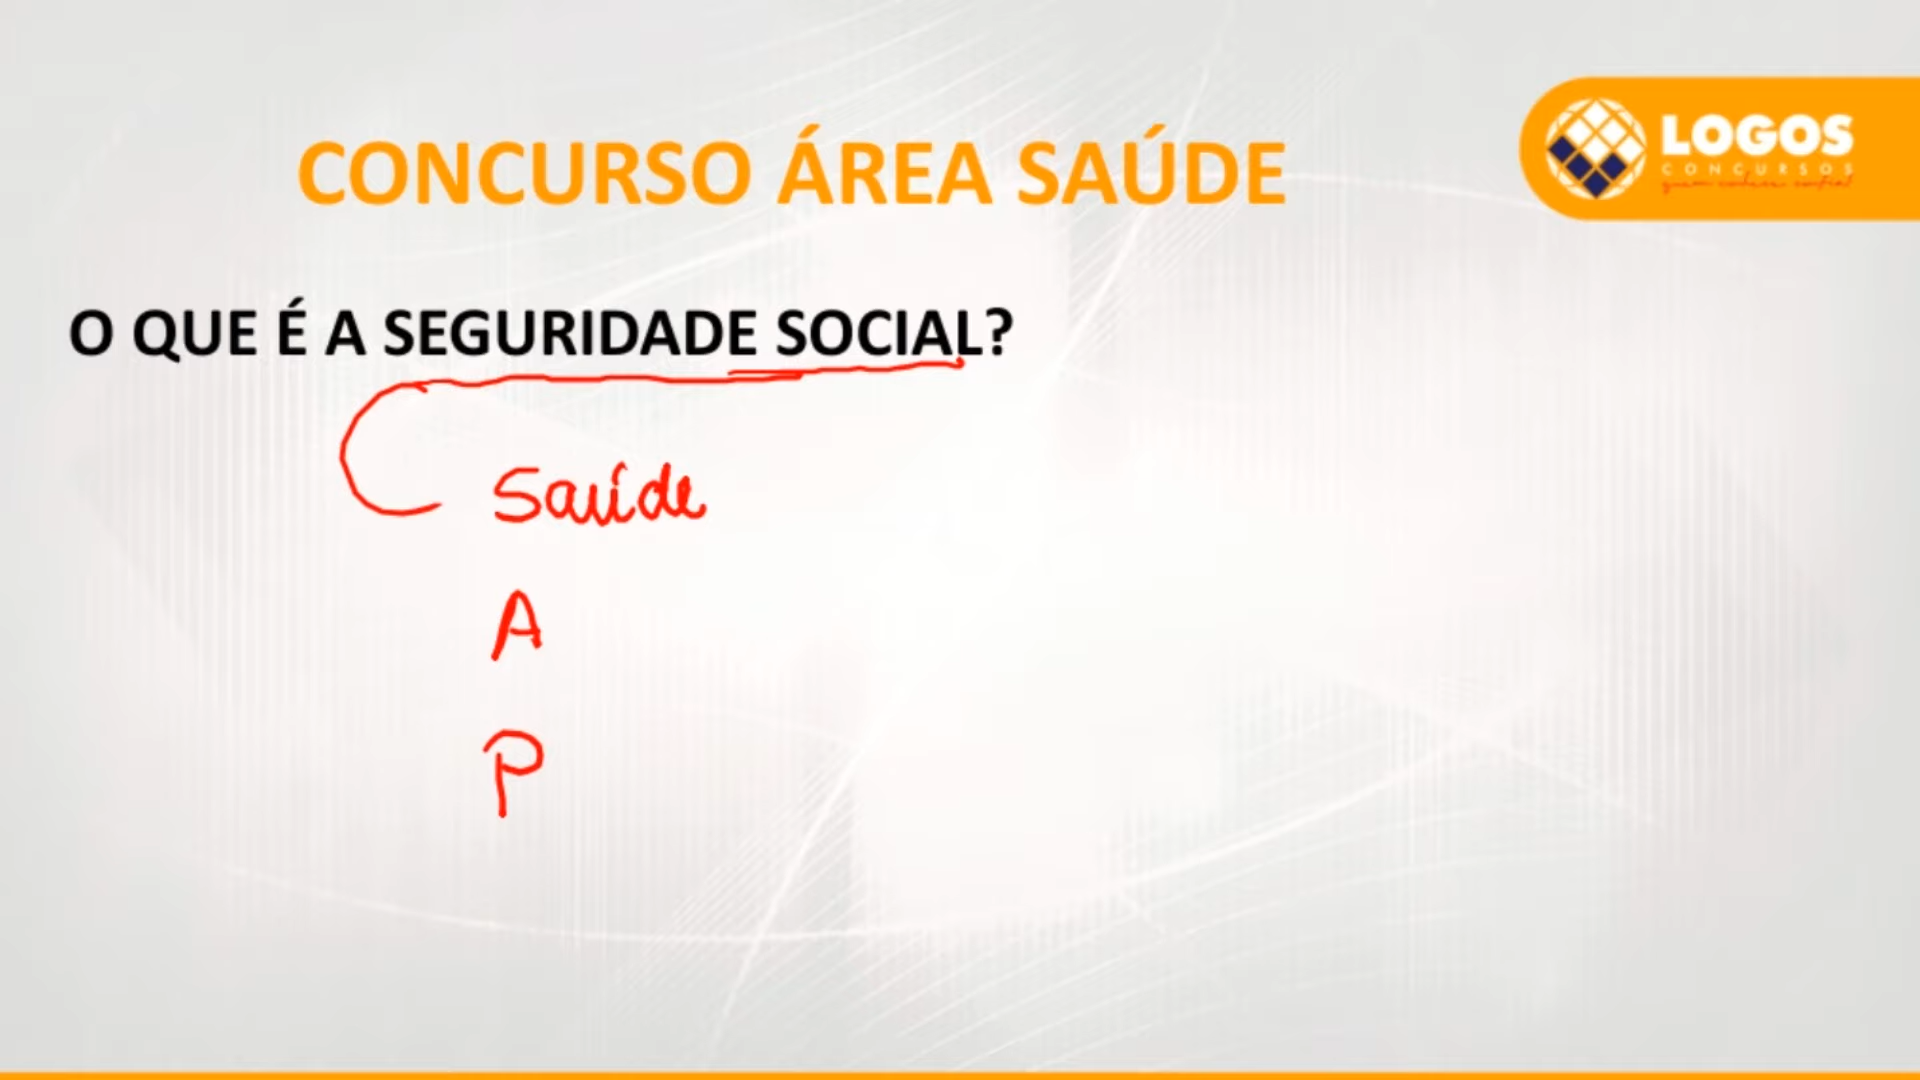 CONCURSO ÁREA SAÚDE
LOGOS
CONCURSOS
O QUE É A SEGURIDADE SOCIAL?
Saúde
A
P